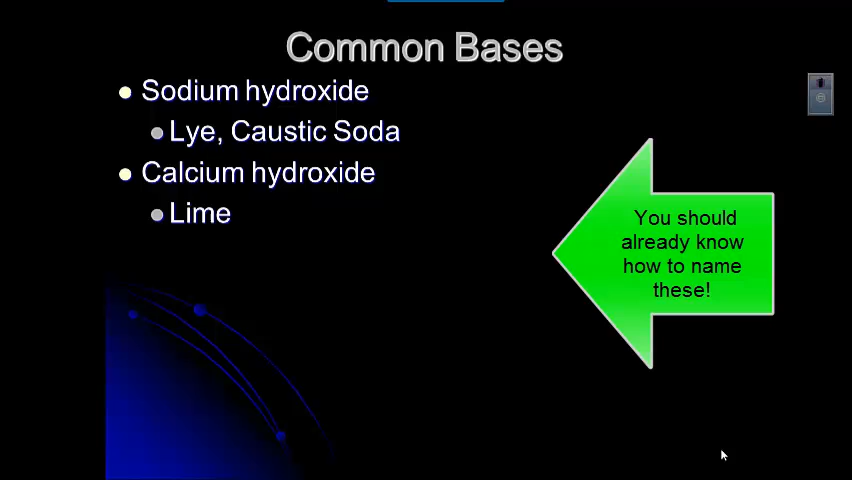 Common Bases
Sodium hydroxide
Lye, Caustic Soda
Calcium hydroxide
Lime
You should
already know
how to name
these!